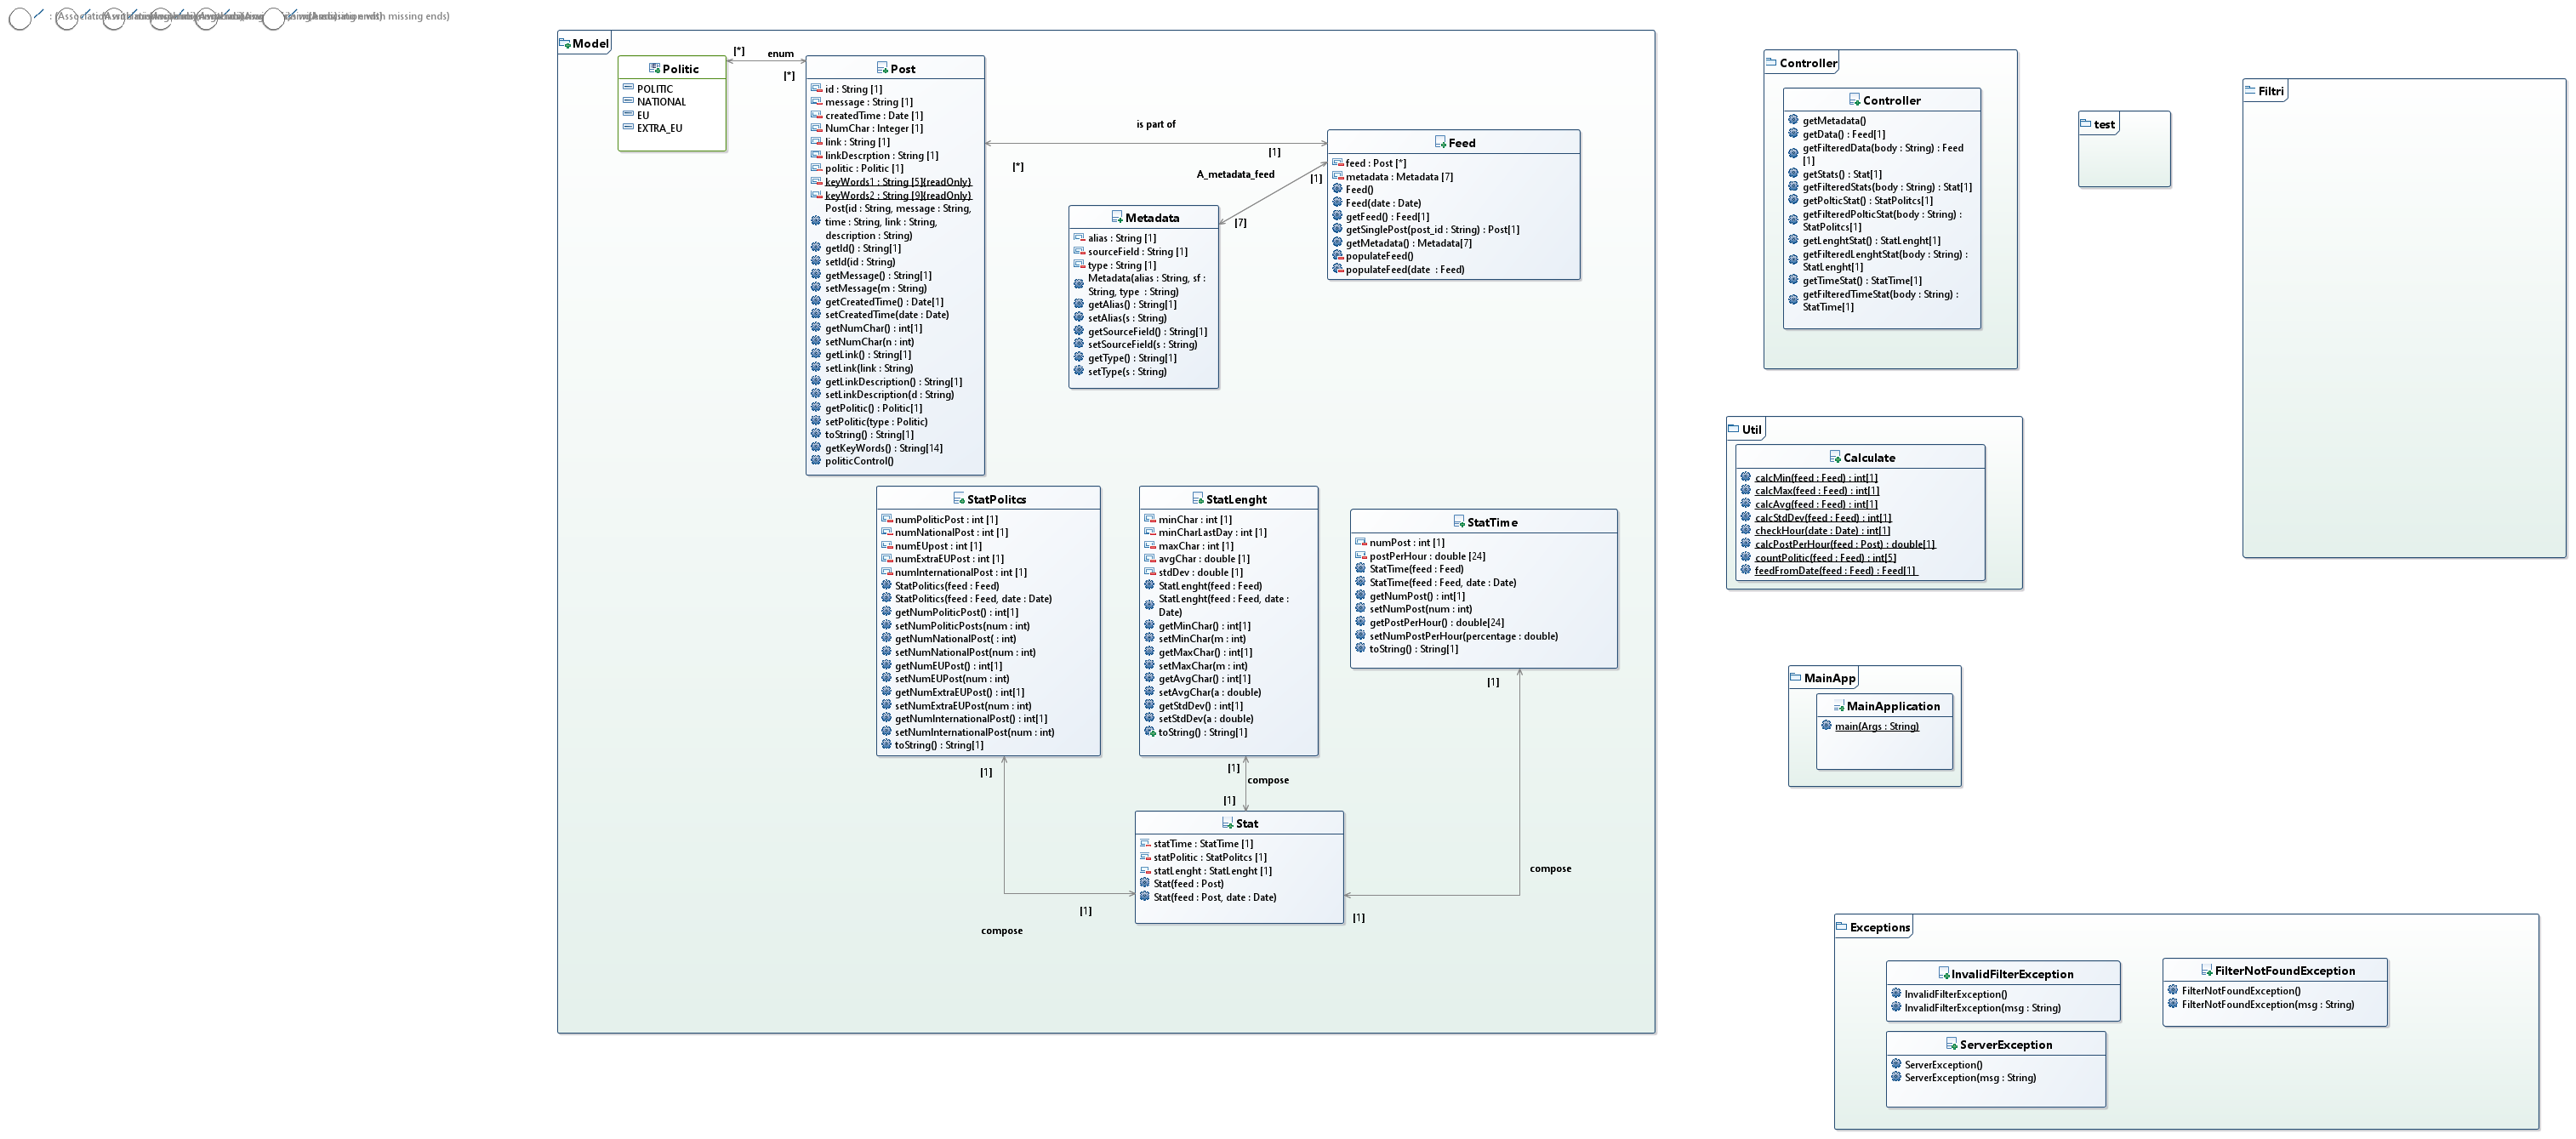 Model
[*]
enum
[*]
Politic
POLITIC
NATIONAL
EU
EXTRA_EU
Post
id : String [1]
message : String [1]
createdTime : Date [1]
NumChar : Integer [1]
link : String [1]
linkDescrption : String [1]
politic : Politic [1]
keyWords1 : String [5]{readOnly}
keyWords2 : String [9]{readOnly}
Post(id : String, message : String,
time : String, link : String,
description : String)
getId() : String[1]
setId(id : String)
getMessage() : String[1]
setMessage(m : String)
getCreatedTime() : Date[1]
setCreatedTime(date : Date)
getNumChar() : int[1]
setNumChar(n : int)
getLink() : String[1]
setLink(link : String)
getLinkDescription() : String[1]
setLinkDescription(d : String)
getPolitic() : Politic[1]
setPolitic(type : Politic)
toString() : String[1]
getKeyWords() : String[14]
politicControl()
is part of
[*]
[1]
Feed
feed : Post [*]
metadata : Metadata [7]
Feed()
Feed(date : Date)
getFeed() : Feed[1]
getSinglePost(post_id : String) : Post[1]
getMetadata() : Metadata[7]
populateFeed()
populateFeed(date  : Feed)
A_metadata_feed
[1]
[7]
Metadata
alias : String [1]
sourceField : String [1]
type : String [1]
Metadata(alias : String, sf :
String, type  : String)
getAlias() : String[1]
setAlias(s : String)
getSourceField() : String[1]
setSourceField(s : String)
getType() : String[1]
setType(s : String)
StatPolitcs
numPoliticPost : int [1]
numNationalPost : int [1]
numEUpost : int [1]
numExtraEUPost : int [1]
numInternationalPost : int [1]
StatPolitics(feed : Feed)
StatPolitics(feed : Feed, date : Date)
getNumPoliticPost() : int[1]
setNumPoliticPosts(num : int)
getNumNationalPost( : int)
setNumNationalPost(num : int)
getNumEUPost() : int[1]
setNumEUPost(num : int)
getNumExtraEUPost() : int[1]
setNumExtraEUPost(num : int)
getNumInternationalPost() : int[1]
setNumInternationalPost(num : int)
toString() : String[1]
StatLenght
minChar : int [1]
minCharLastDay : int [1]
maxChar : int [1]
avgChar : double [1]
stdDev : double [1]
StatLenght(feed : Feed)
StatLenght(feed : Feed, date :
Date)
getMinChar() : int[1]
setMinChar(m : int)
getMaxChar() : int[1]
setMaxChar(m : int)
getAvgChar() : int[1]
setAvgChar(a : double)
getStdDev() : int[1]
setStdDev(a : double)
toString() : String[1]
StatTime
numPost : int [1]
postPerHour : double [24]
StatTime(feed : Feed)
StatTime(feed : Feed, date : Date)
getNumPost() : int[1]
setNumPost(num : int)
getPostPerHour() : double[24]
setNumPostPerHour(percentage : double)
toString() : String[1]
[1]
[1]
compose
[1]
[1]
Stat
statTime : StatTime [1]
statPolitic : StatPolitcs [1]
statLenght : StatLenght [1]
Stat(feed : Post)
Stat(feed : Post, date : Date)
compose
[1]
[1]
compose
Controller
Controller
getMetadata()
getData() : Feed[1]
getFilteredData(body : String) : Feed
[1]
getStats() : Stat[1]
getFilteredStats(body : String) : Stat[1]
getPolticStat() : StatPolitcs[1]
getFilteredPolticStat(body : String) :
StatPolitcs[1]
getLenghtStat() : StatLenght[1]
getFilteredLenghtStat(body : String) :
StatLenght[1]
getTimeStat() : StatTime[1]
getFilteredTimeStat(body : String) :
StatTime[1]
test
Filtri
Util
Calculate
calcMin(feed : Feed) : int[1]
calcMax(feed : Feed) : int[1]
calcAvg(feed : Feed) : int[1]
calcStdDev(feed : Feed) : int[1]
checkHour(date : Date) : int[1]
calcPostPerHour(feed : Post) : double[1]
countPolitic(feed : Feed) : int[5]
feedFromDate(feed : Feed) : Feed[1]
MainApp
MainApplication
main(Args : String)
Exceptions
InvalidFilterException
InvalidFilterException()
InvalidFilterException(msg : String)
FilterNotFoundException
FilterNotFoundException()
FilterNotFoundException(msg : String)
ServerException
ServerException()
ServerException(msg : String)